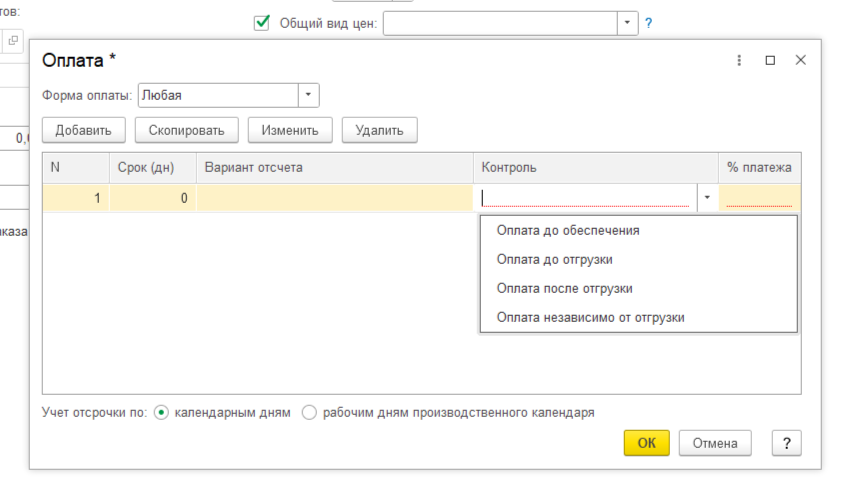 тов:
Общий вид цен:
?
Оплата *
Форма оплаты: Любая
Добавить Скопировать Изменить Удалить
N Срок (дн) Вариант отсчета Контроль % платежа
1 0
Оплата до обеспечения
Оплата до отгрузки
Оплата после отгрузки
Оплата независимо от отгрузки
Учет отсрочки по: календарным дням рабочим дням производственного календаря
ОК Отмена ?
0,
каза